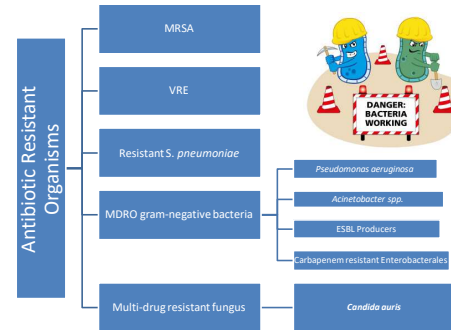 Antibiotic Resistant
Organisms
MRSA
VRE
Resistant S. pneumoniae
MDRO gram-negative bacteria
Multi-drug resistant fungus
Pseudomonas aeruginosa
Acinetobacter spp.
ESBL Producers
Carbapenem resistant Enterobacterales
Candida auris
DANGER:
BACTERIA
WORKING